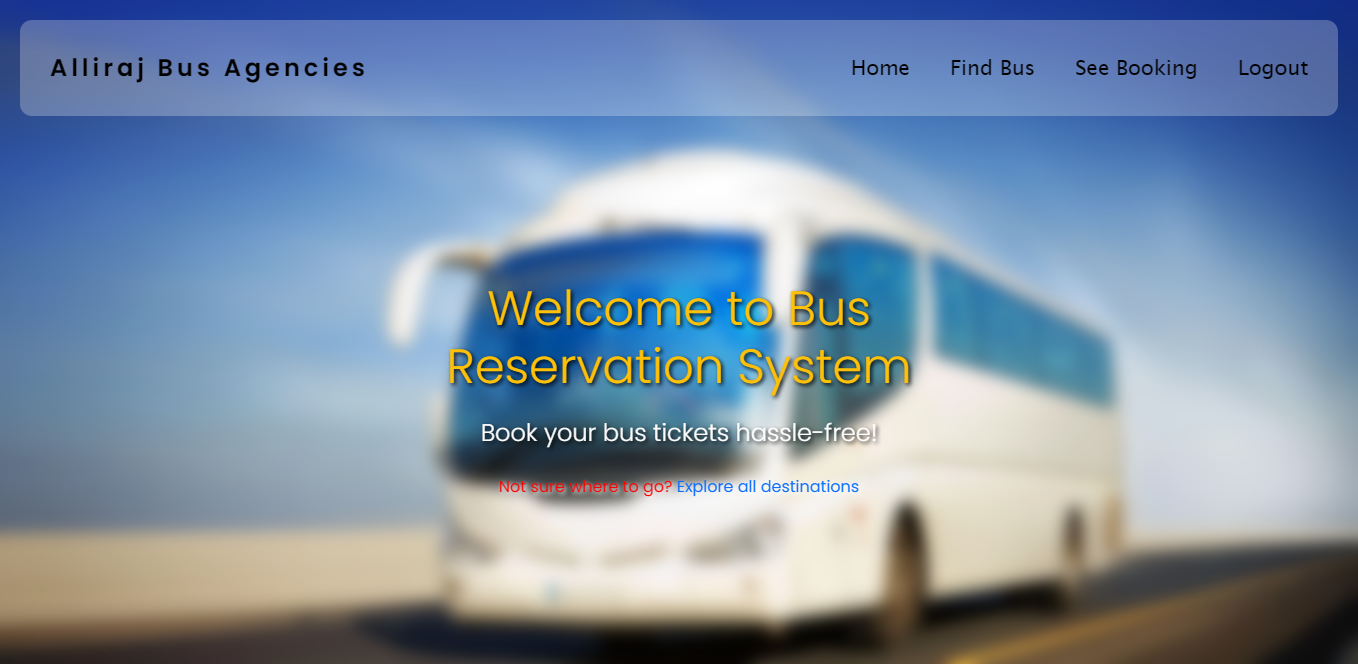 Alliraj Bus Agencies
Home Find Bus See Booking Logout
Welcome to Bus
Reservation System
Book your bus tickets hassle-free!
Not sure where to go? Explore all destinations